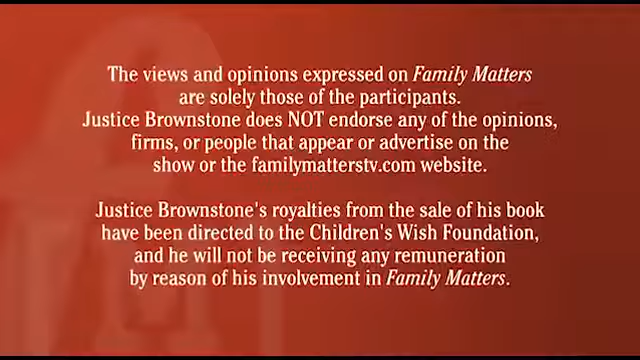 The views and opinions expressed on Family Matters
are solely those of the participants.
Justice Brownstone does NOT endorse any of the opinions,
firms, or people that appear or advertise on the
show or the familymatterstv.com website.
Justice Brownstone's royalties from the sale of his book
have been directed to the Children's Wish Foundation,
and he will not be receiving any remuneration
by reason of his involvement in Family Matters.